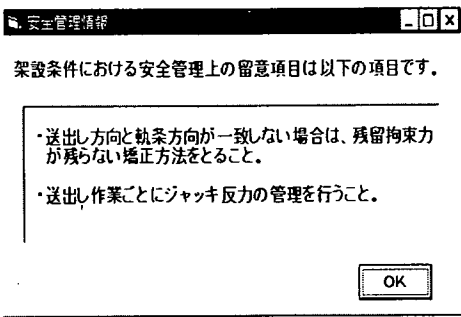 安全管理情報
架設条件における安全管理上の留意項目は以下の項目です。
・送出し方向と軌条方向が一致しない場合は、残留拘束力
が残らない矯正方法をとること。
・送出し作業ごとにジャッキ反力の管理を行うこと。
OK